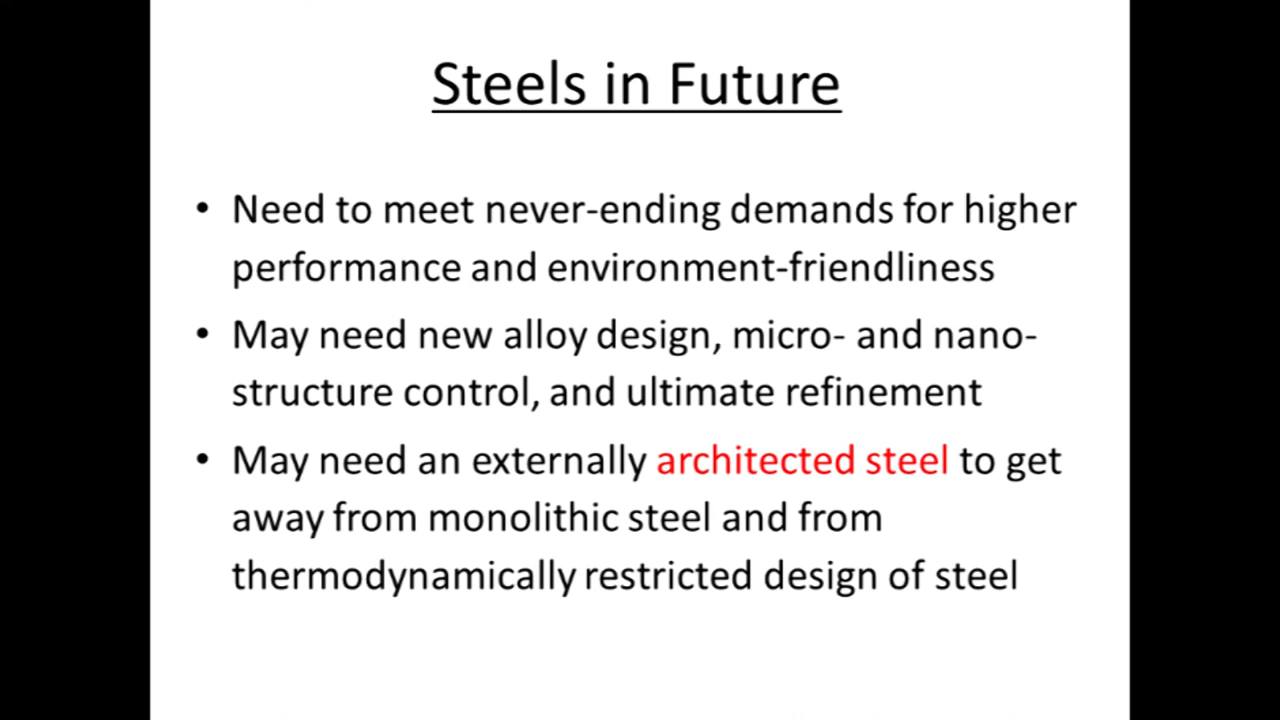 Steels in Future
• Need to meet never-ending demands for higher
performance and environment-friendliness
• May need new alloy design, micro- and nano-
structure control, and ultimate refinement
• May need an externally architected steel to get
away from monolithic steel and from
thermodynamically restricted design of steel